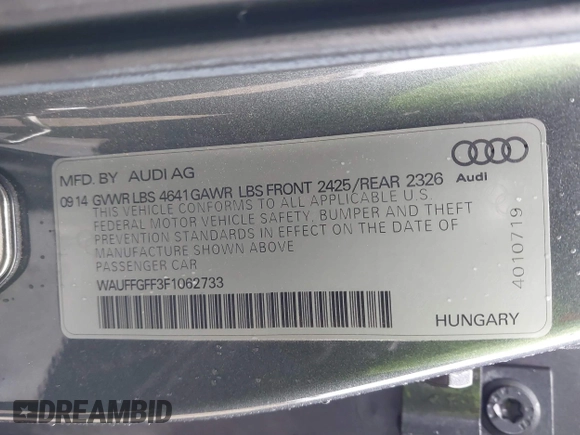 MFD. BY AUDI AG
09 14 GVWR LBS 4641 GAWR LBS FRONT 2425/REAR 2326
THIS VEHICLE CONFORMS TO ALL APPLICABLE U.S.
FEDERAL MOTOR VEHICLE SAFETY, BUMPER AND THEFT
PREVENTION STANDARDS IN EFFECT ON THE DATE OF
MANUFACTURE SHOWN ABOVE
PASSENGER CAR
WAUFFGFF3F1062733
Audi
4010719
HUNGARY
DREAMBID